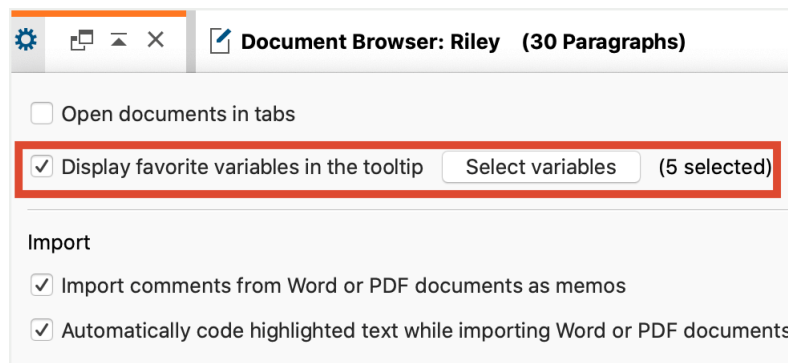 Document Browser: Riley (30 Paragraphs)
Open documents in tabs
Display favorite variables in the tooltip Select variables (5 selected)
Import
Import comments from Word or PDF documents as memos
Automatically code highlighted text while importing Word or PDF documents